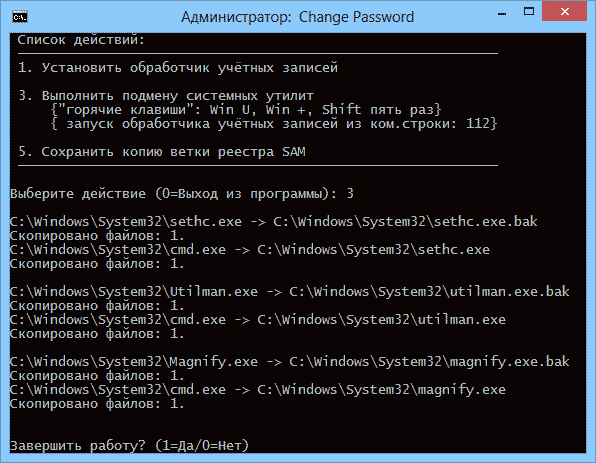 Администратор: Change Password
Список действий:
1. Установить обработчик учётных записей
3. Выполнить подмену системных утилит
{"горячие клавиши": Win U, Win +, Shift пять раз}
{ запуск обработчика учётных записей из ком.строки: 112}
5. Сохранить копию ветки реестра SAM
Выберите действие (0=Выход из программы): 3
C:\Windows\System32\sethc.exe -> C:\Windows\System32\sethc.exe.bak
Скопировано файлов: 1.
C:\Windows\System32\cmd.exe -> C:\Windows\System32\sethc.exe
Скопировано файлов: 1.
C:\Windows\System32\Utilman.exe -> C:\Windows\System32\utilman.exe.bak
Скопировано файлов: 1.
C:\Windows\System32\cmd.exe -> C:\Windows\System32\utilman.exe
Скопировано файлов: 1.
C:\Windows\System32\Magnify.exe -> C:\Windows\System32\magnify.exe.bak
Скопировано файлов: 1.
C:\Windows\System32\cmd.exe -> C:\Windows\System32\magnify.exe
Скопировано файлов: 1.
Завершить работу? (1=Да/0=Нет)